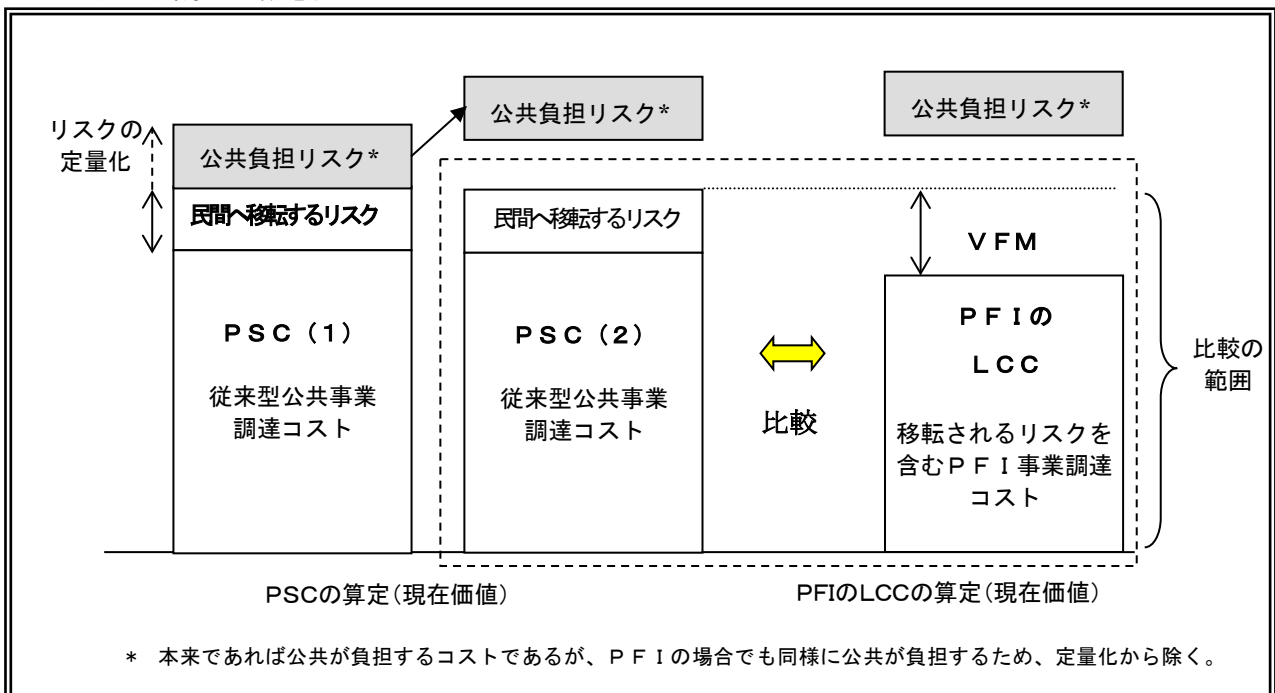 リスクの
定量化
公共負担リスク*
民間へ移転するリスク
PSC(1)
従来型公共事業
調達コスト
公共負担リスク*
民間へ移転するリスク
PSC(2)
従来型公共事業
調達コスト
比較
公共負担リスク*
VFM
PFIの
LCC
移転されるリスクを
含むPFI事業調達
コスト
比較の
範囲
PSCの算定(現在価値)
PFIのLCCの算定(現在価値)
* 本来であれば公共が負担するコストであるが、PFIの場合でも同様に公共が負担するため、定量化から除く。